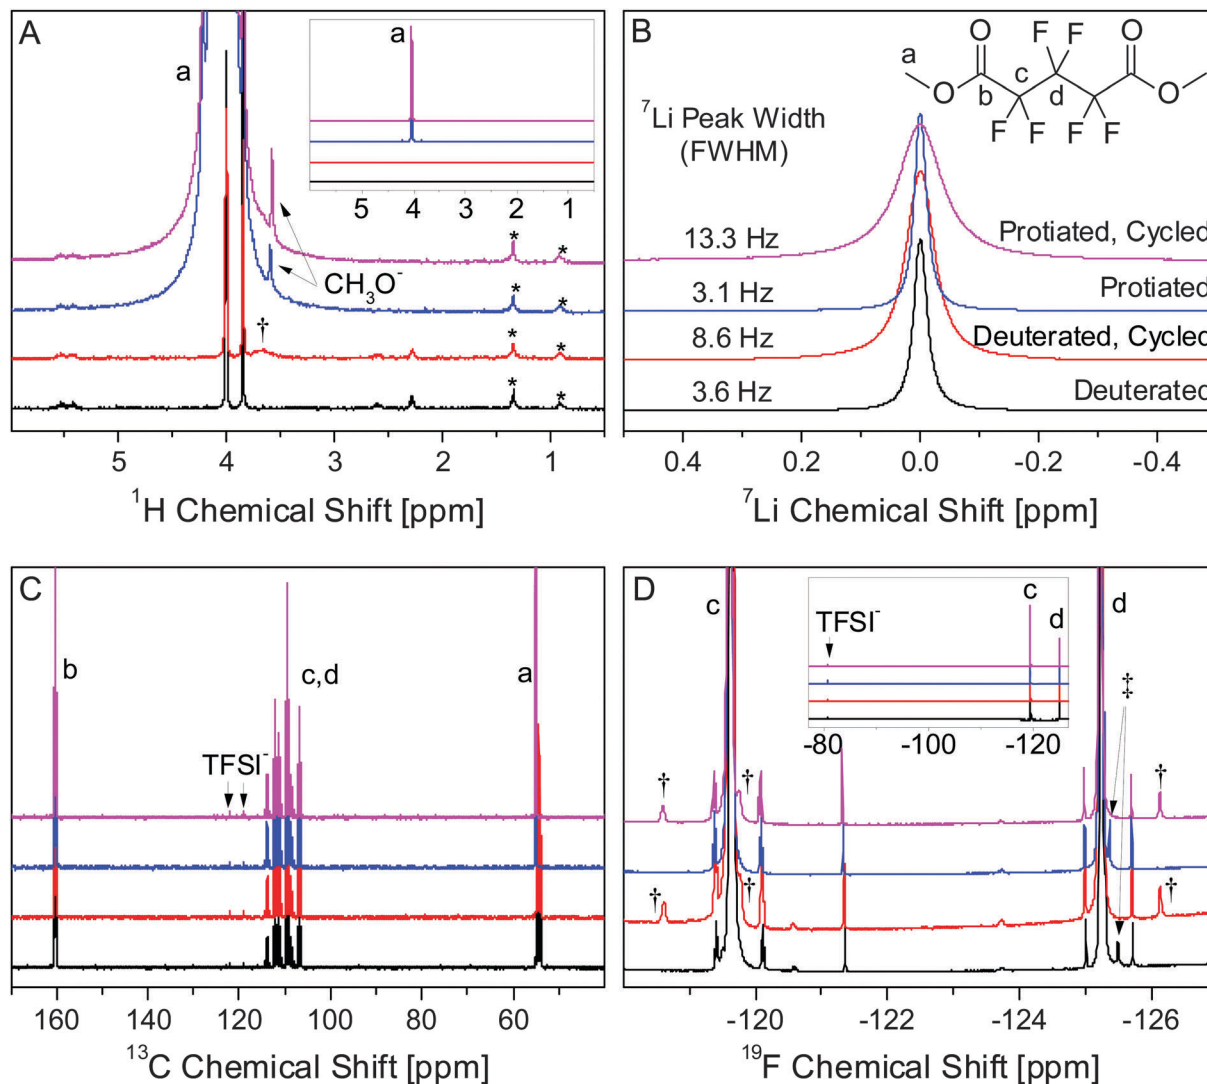 A
a
a
5 4 3 2 1
CH₃O⁻
†
* *
* *
* *
* *
5 4 3 2 1
¹H Chemical Shift [ppm]
B
⁷Li Peak Width
(FWHM)
a
b
c
d
O O
O O
F F
F F F F
13.3 Hz Protiated, Cycled
3.1 Hz Protiated
8.6 Hz Deuterated, Cycled
3.6 Hz Deuterated
0.4 0.2 0.0 -0.2 -0.4
⁷Li Chemical Shift [ppm]
C
b
TFSI⁻
c,d
a
160 120 100 60
¹³C Chemical Shift [ppm]
D
c
d
TFSI⁻
c
d
-80 -100 -120
‡
† † †
† † †
-120 -122 -124 -126
¹⁹F Chemical Shift [ppm]